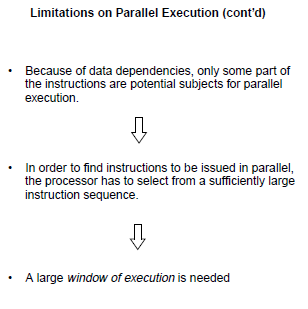 Limitations on Parallel Execution (cont'd)
• Because of data dependencies, only some part of
the instructions are potential subjects for parallel
execution.
• In order to find instructions to be issued in parallel,
the processor has to select from a sufficiently large
instruction sequence.
• A large window of execution is needed